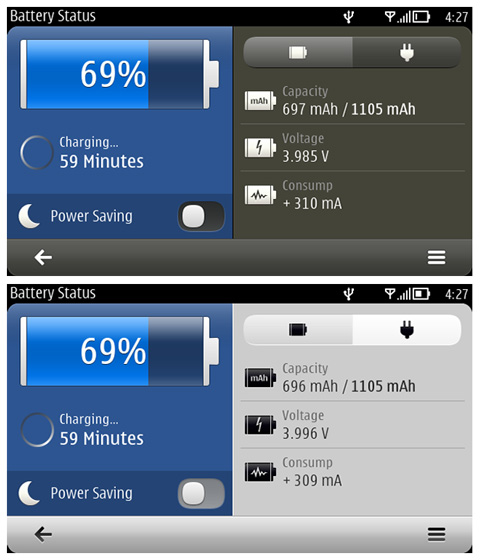 Battery Status 4:27
69%
Charging...
59 Minutes
Power Saving
mAh
Capacity
697 mAh / 1105 mAh
Voltage
3.985 V
Consump
+ 310 mA
Battery Status 4:27
69%
Charging...
59 Minutes
Power Saving
mAh
Capacity
696 mAh / 1105 mAh
Voltage
3.996 V
Consump
+ 309 mA